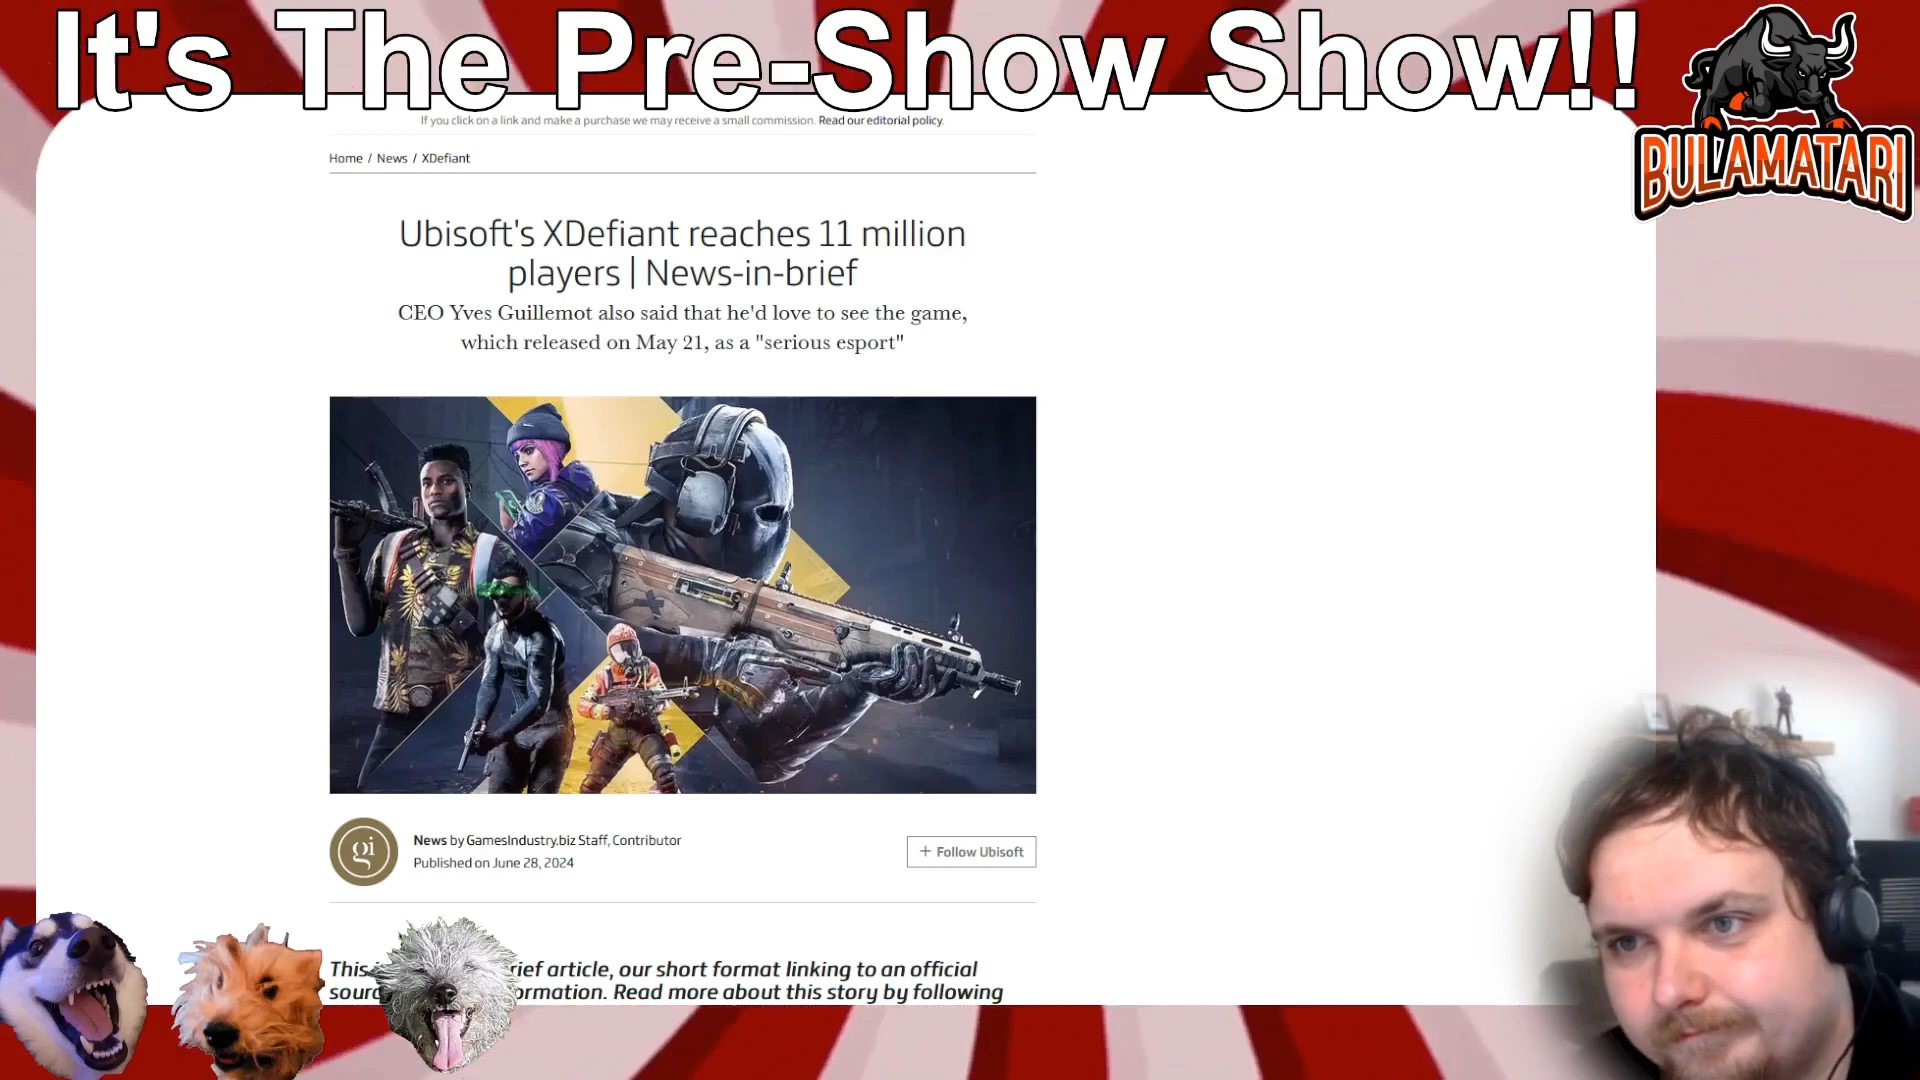 It's The Pre-Show Show!!
BULAMATARI
If you click on a link and make a purchase we may receive a small commission. Read our editorial policy.
Home / News / XDefiant
Ubisoft's XDefiant reaches 11 million
players | News-in-brief
CEO Yves Guillemot also said that he'd love to see the game,
which released on May 21, as a "serious esport"
gi
News by GamesIndustry.biz Staff, Contributor
Published on June 28, 2024
+ Follow Ubisoft
This article, our short format linking to an official
Read more about this story by following